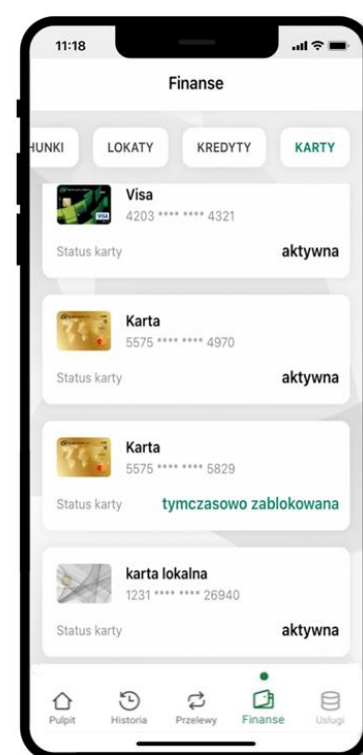 11:18
Finanse
HUNKI LOKATY KREDYTY KARTY
Visa
4203 **** **** 4321
VISA
Status karty aktywna
Karta
5575 **** **** 4970
Status karty aktywna
Karta
5575 **** **** 5829
Status karty tymczasowo zablokowana
karta lokalna
1231 **** **** 26940
Status karty aktywna
Pulpit Historia Przelewy Finanse Usługi